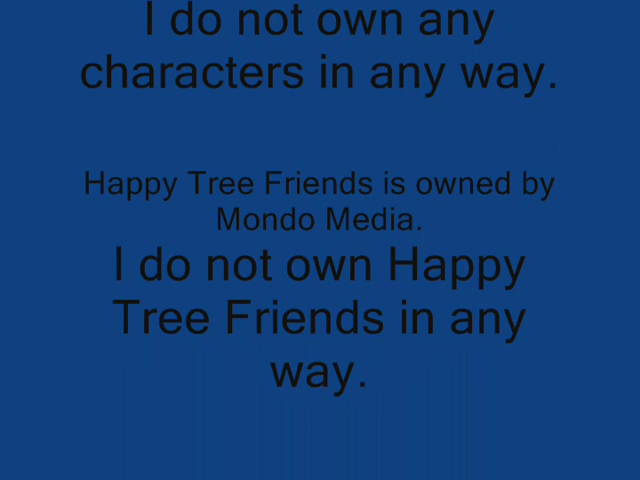 I do not own any
characters in any way.
Happy Tree Friends is owned by
Mondo Media.
I do not own Happy
Tree Friends in any
way.